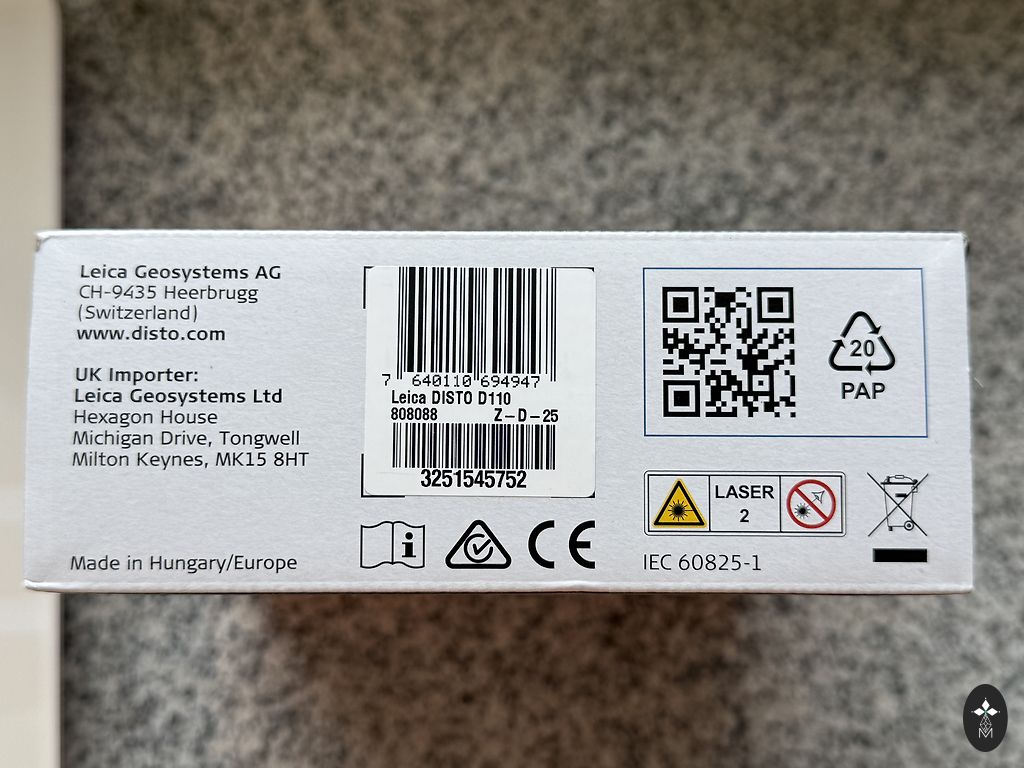 Leica Geosystems AG
CH-9435 Heerbrugg
(Switzerland)
www.disto.com
UK Importer:
Leica Geosystems Ltd
Hexagon House
Michigan Drive, Tongwell
Milton Keynes, MK15 8HT
Made in Hungary/Europe
7 640110 694947
Leica DISTO D110
808088 Z-D-25
3251545752
i
CE
20
PAP
LASER
2
IEC 60825-1
M